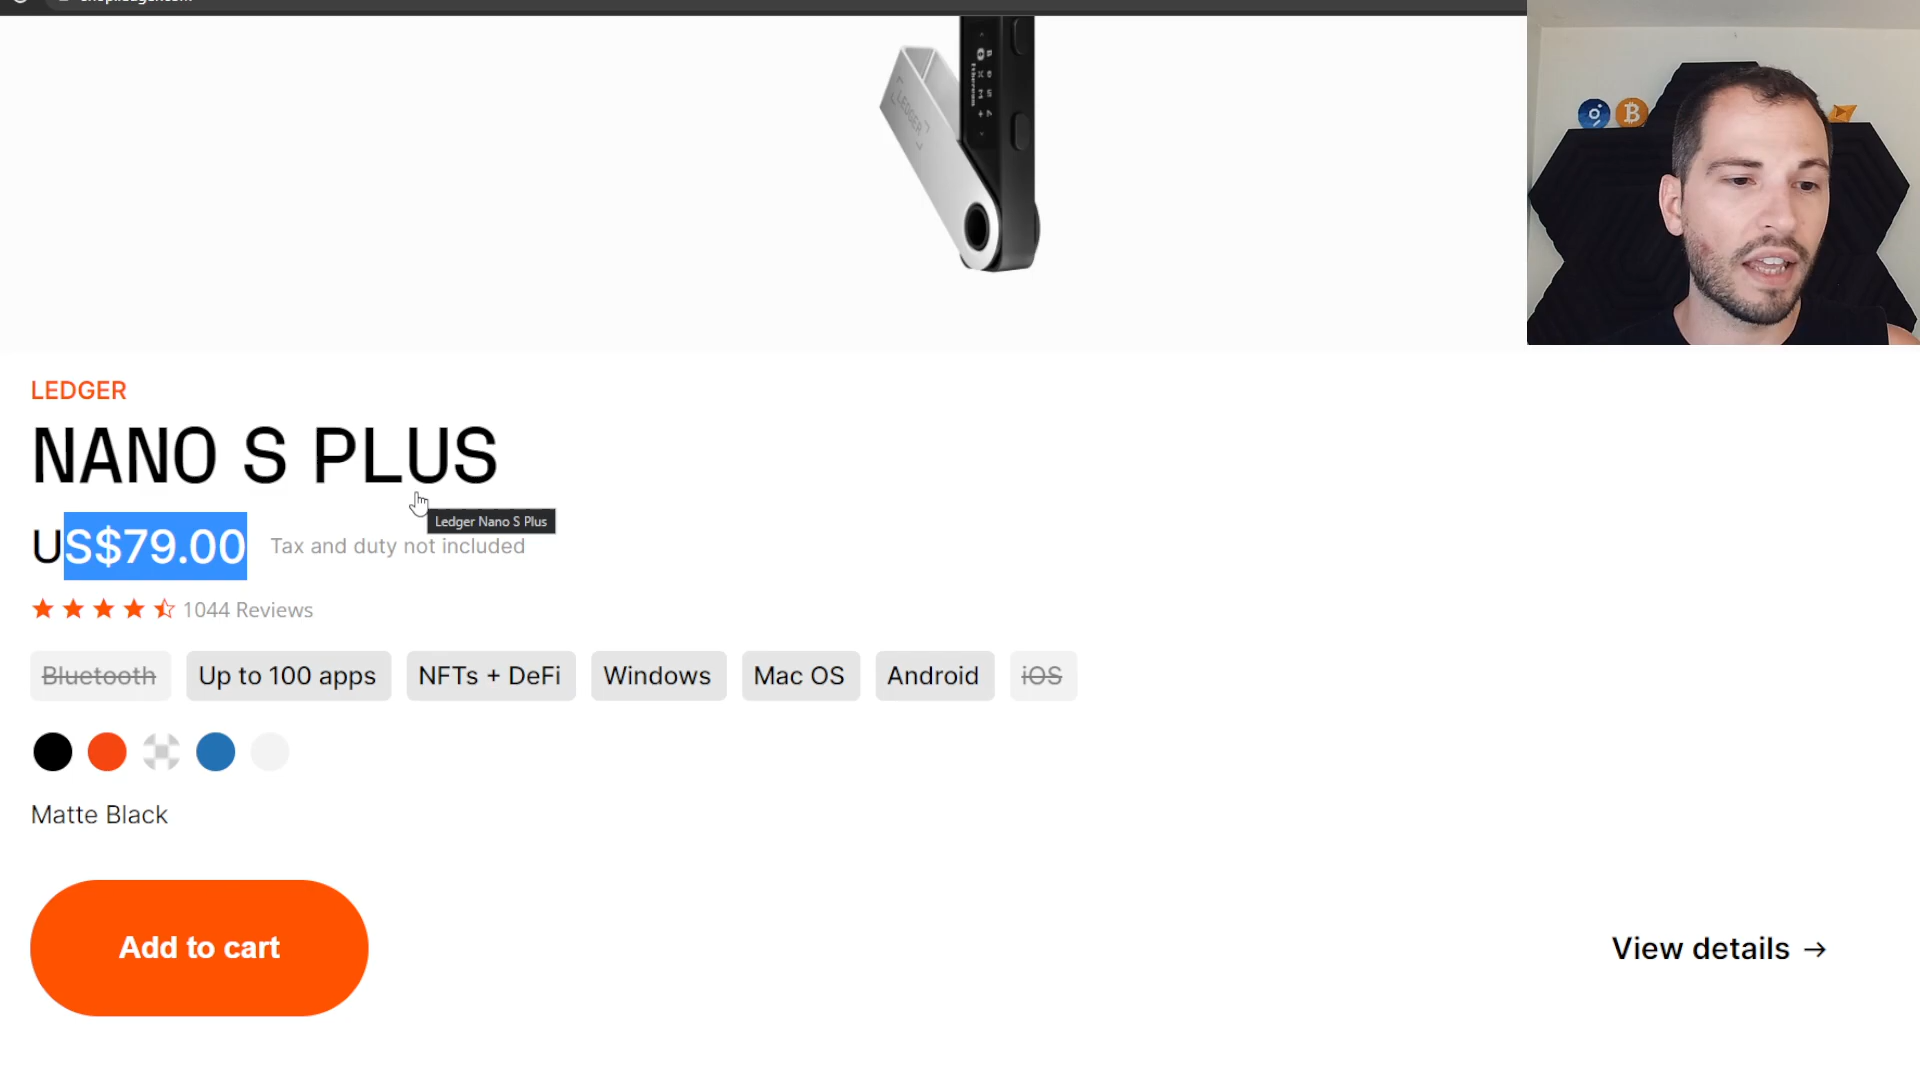 LEDGER
LEDGER
NANO S PLUS
Ledger Nano S Plus
US$79.00 Tax and duty not included
1044 Reviews
Bluetooth Up to 100 apps NFTs + DeFi Windows Mac OS Android iOS
Matte Black
Add to cart
View details →